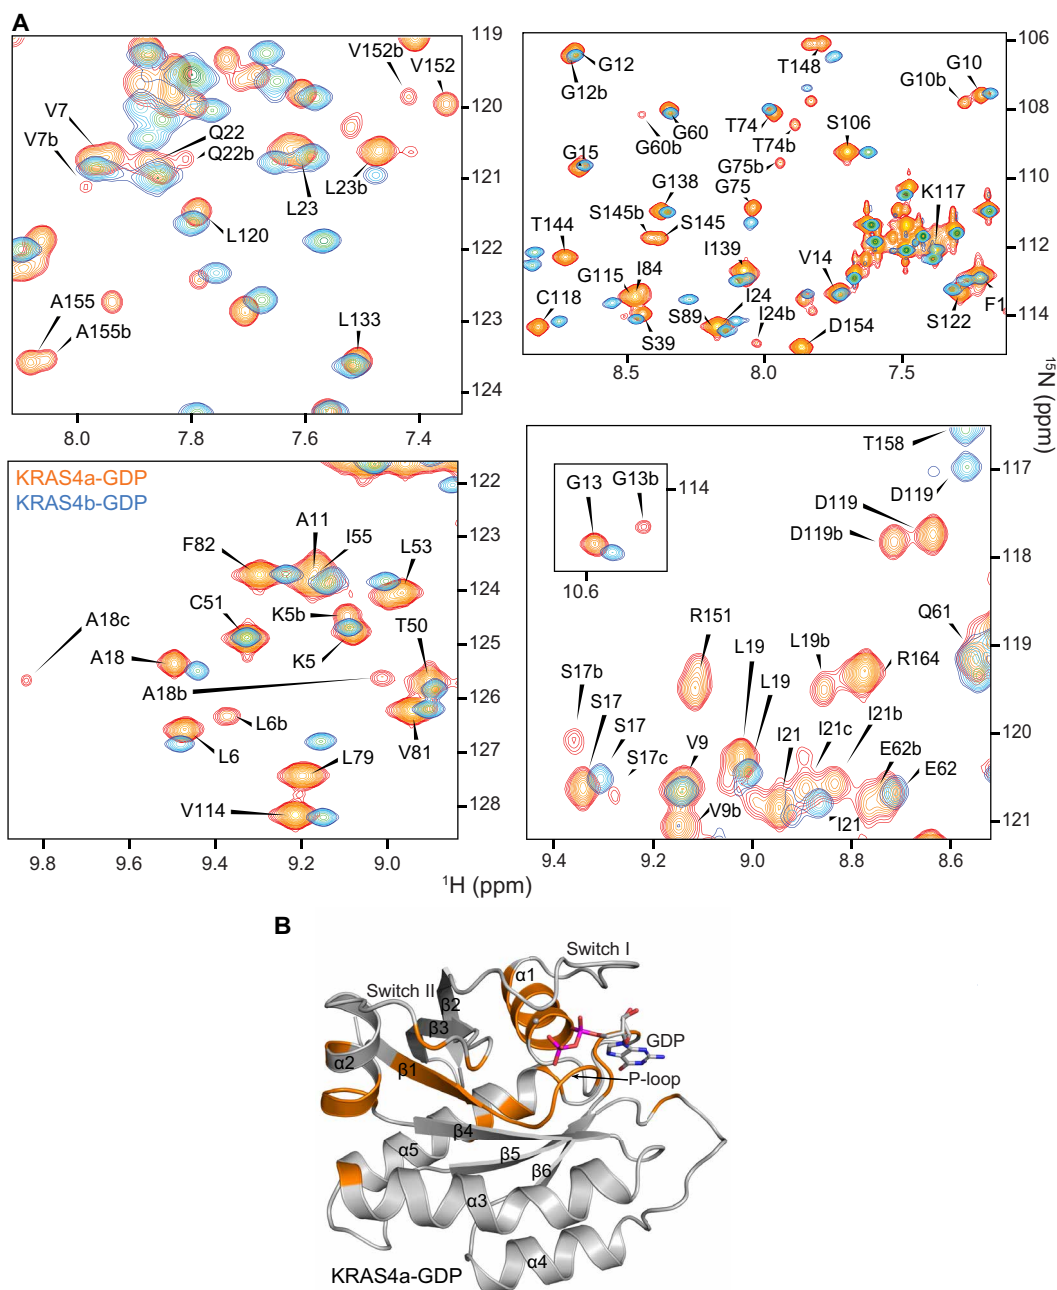 A
V152b
V152
V7
V7b
Q22
Q22b
L23b
L23
L120
A155
A155b
L133
119
120
121
122
123
124
8.0
7.8
7.6
7.4
G12
G12b
T148
G10
G10b
G60
G60b
T74
T74b
S106
G15
G75b
G75
G138
K117
T144
S145b
S145
I139
V14
G115
I84
C118
S89
I24
I24b
S39
D154
S122
F1
106
108
110
112
114
8.5
8.0
7.5
15N (ppm)
KRAS4a-GDP
KRAS4b-GDP
A11
I55
F82
L53
C51
K5b
A18c
T50
A18
K5
A18b
L6b
L6
L79
V81
V114
122
123
124
125
126
127
128
9.8
9.6
9.4
9.2
9.0
T158
G13
G13b
114
D119
D119
D119b
10.6
Q61
R151
L19
L19b
R164
S17b
S17
L19
S17
I21c
I21b
S17c
V9
I21
E62b
E62
V9b
I21
117
118
119
120
121
9.4
9.2
9.0
8.8
8.6
1H (ppm)
B
Switch I
α1
Switch II
β2
β3
GDP
α2
β1
P-loop
β4
α5
β5
β6
α3
α4
KRAS4a-GDP